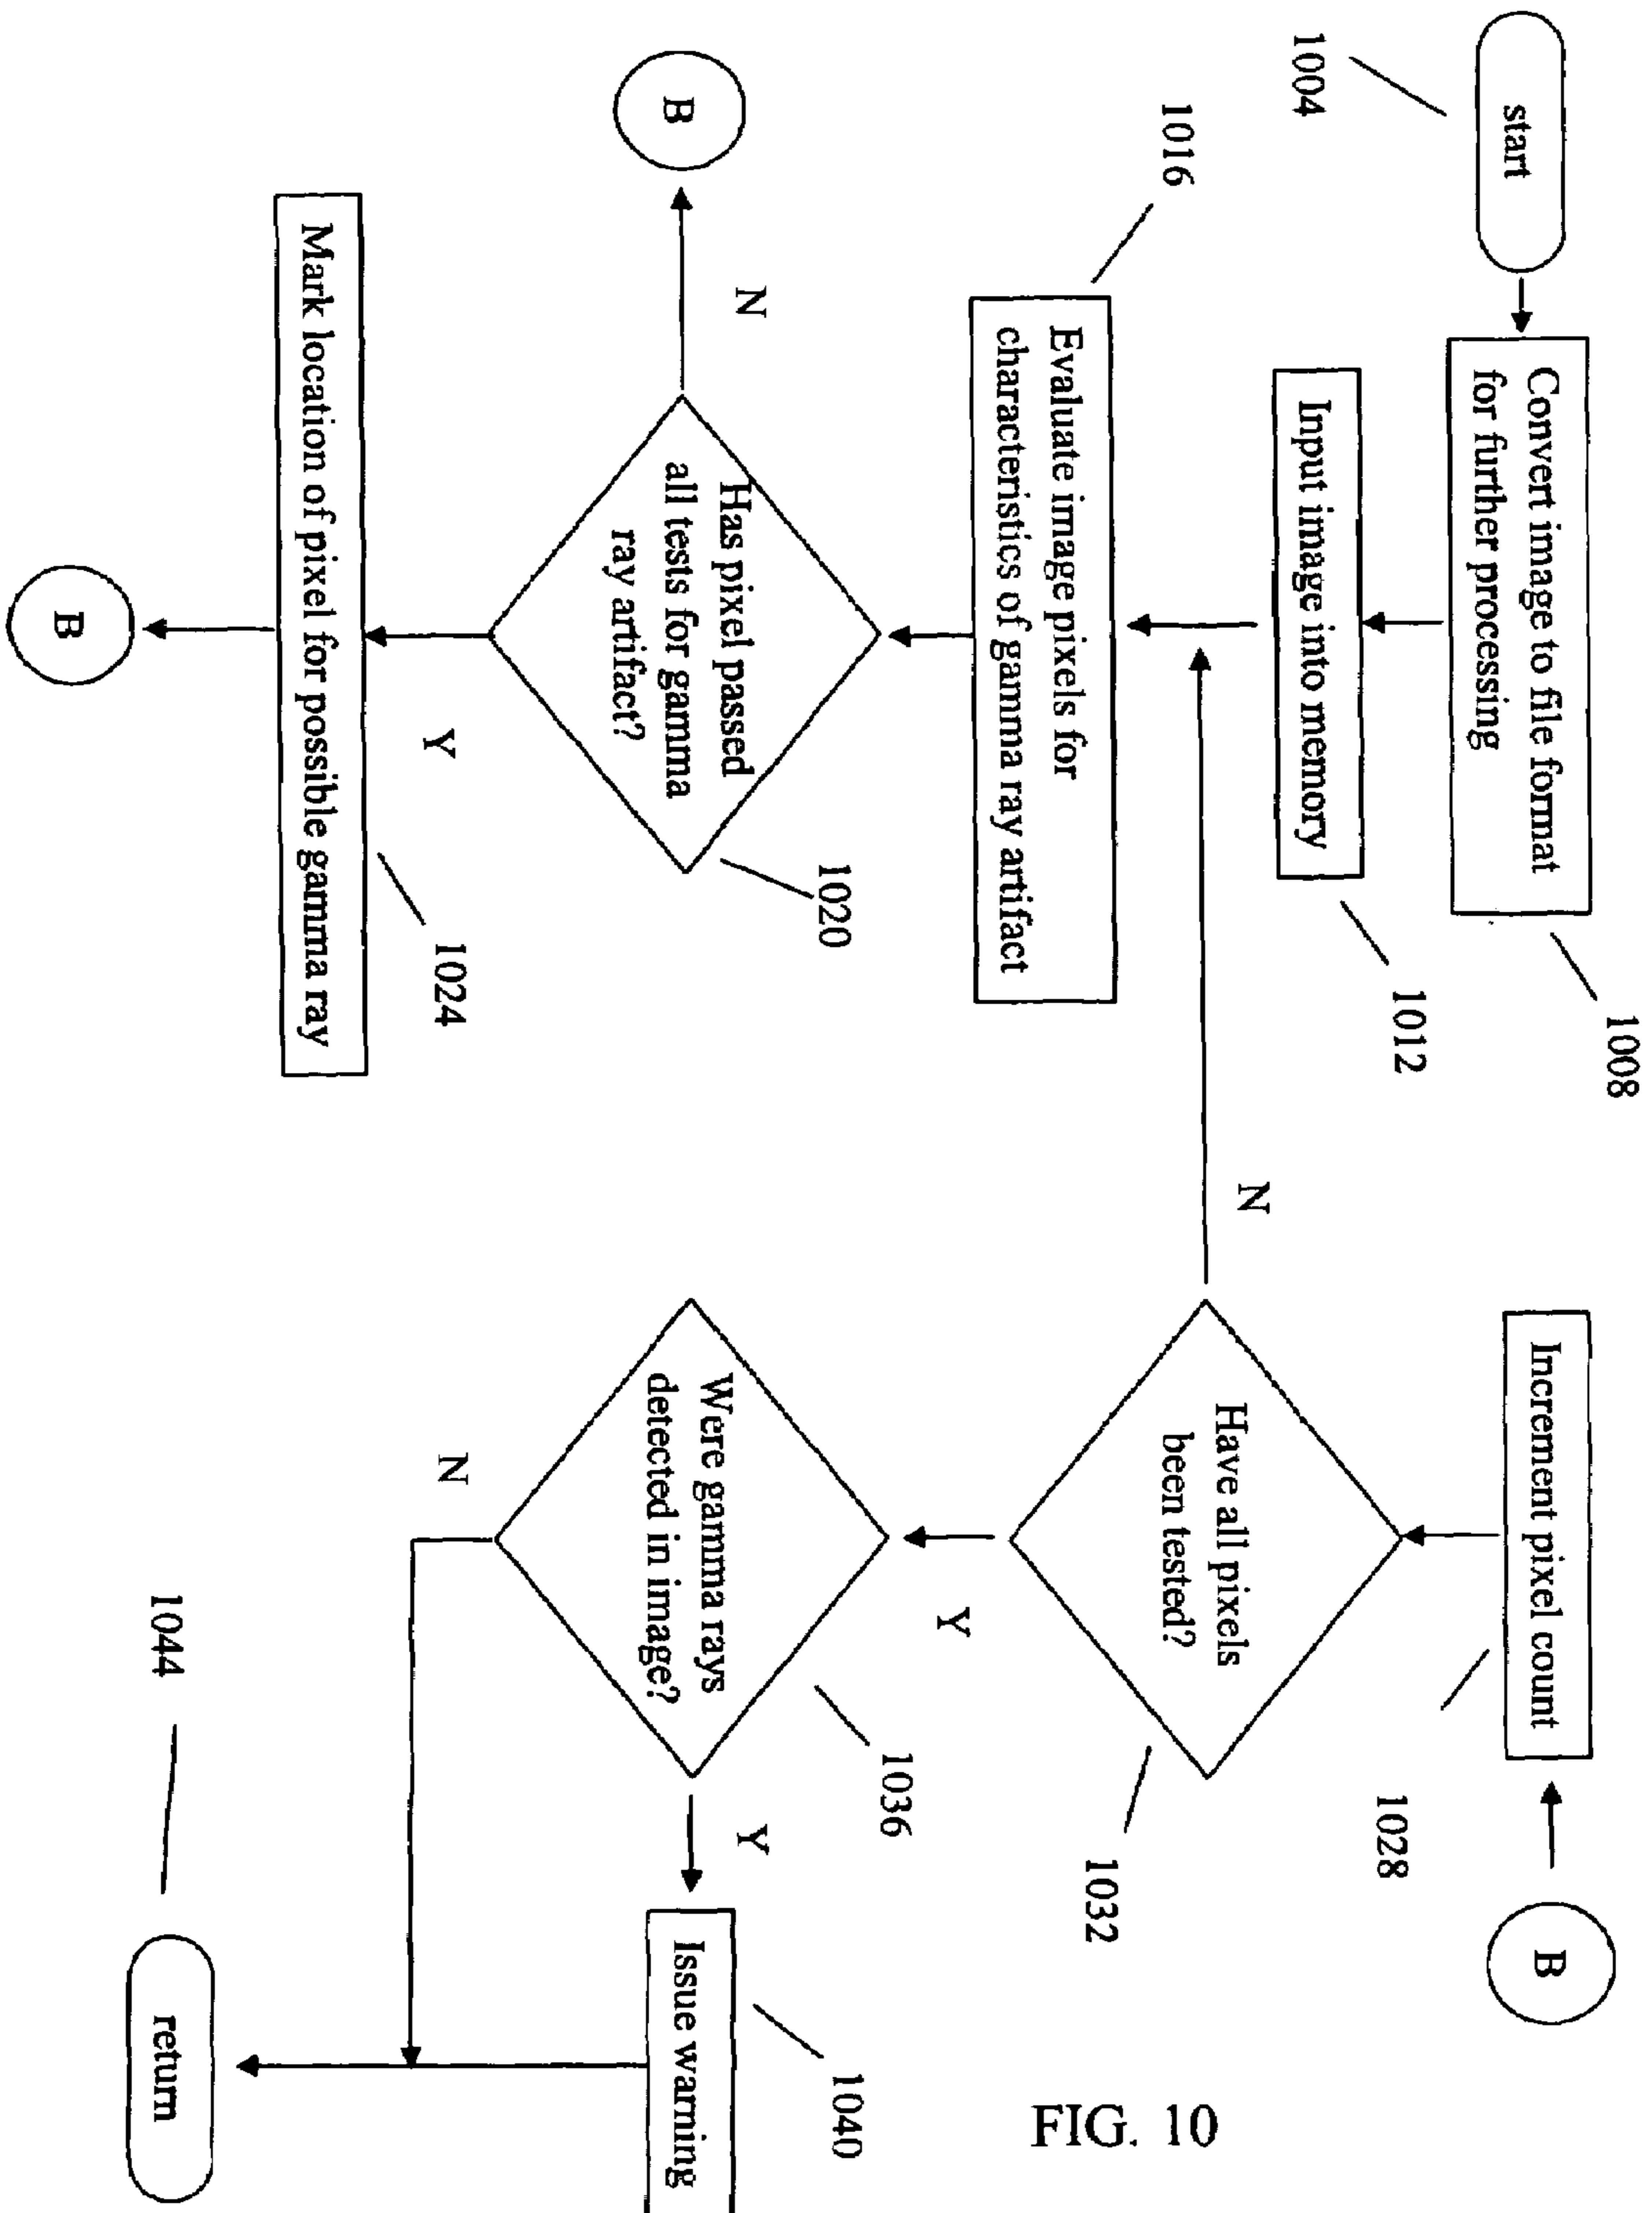 start
1004
Convert image to file format
for further processing
1008
Input image into memory
1012
Evaluate image pixels for
characteristics of gamma ray artifact
1016
Has pixel passed
all tests for gamma
ray artifact?
1020
N
B
Y
Mark location of pixel for possible gamma ray
1024
B
B
Increment pixel count
1028
Have all pixels
been tested?
1032
N
Y
Were gamma rays
detected in image?
1036
Y
Issue warning
1040
N
return
1044
FIG. 10